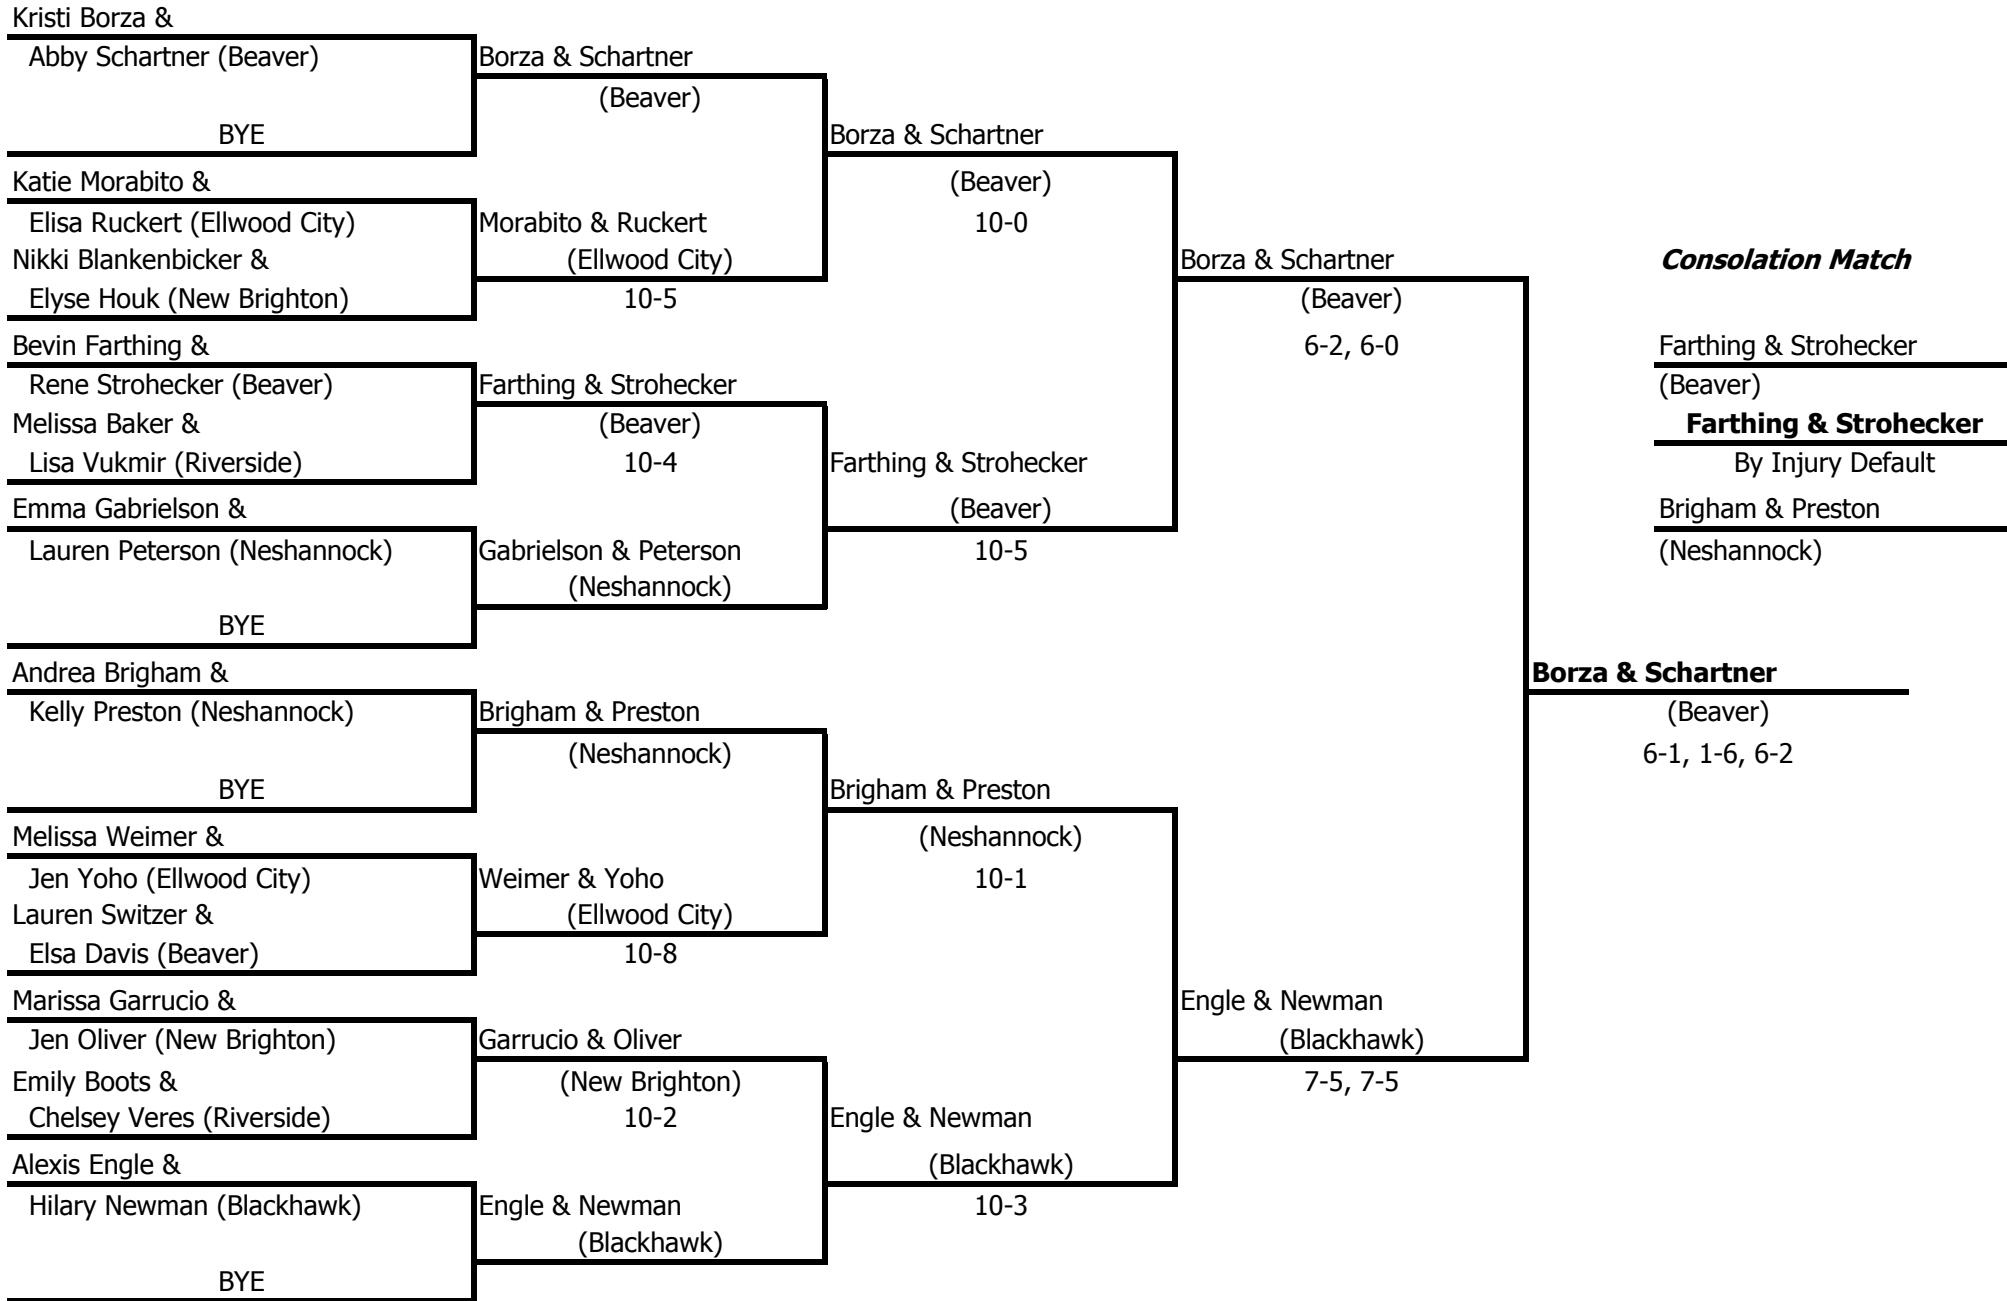 Kristi Borza &
Abby Schartner (Beaver)
BYE
Katie Morabito &
Elisa Ruckert (Ellwood City)
Nikki Blankenbicker &
Elyse Houk (New Brighton)
Bevin Farthing &
Rene Strohecker (Beaver)
Melissa Baker &
Lisa Vukmir (Riverside)
Emma Gabrielson &
Lauren Peterson (Neshannock)
BYE
Andrea Brigham &
Kelly Preston (Neshannock)
BYE
Melissa Weimer &
Jen Yoho (Ellwood City)
Lauren Switzer &
Elsa Davis (Beaver)
Marissa Garrucio &
Jen Oliver (New Brighton)
Emily Boots &
Chelsey Veres (Riverside)
Alexis Engle &
Hilary Newman (Blackhawk)
BYE
Borza & Schartner
(Beaver)
Morabito & Ruckert
(Ellwood City)
10-5
Farthing & Strohecker
(Beaver)
10-4
Gabrielson & Peterson
(Neshannock)
Brigham & Preston
(Neshannock)
Weimer & Yoho
(Ellwood City)
10-8
Garrucio & Oliver
(New Brighton)
10-2
Engle & Newman
(Blackhawk)
Borza & Schartner
(Beaver)
10-0
Farthing & Strohecker
(Beaver)
10-5
Brigham & Preston
(Neshannock)
10-1
Engle & Newman
(Blackhawk)
10-3
Borza & Schartner
(Beaver)
6-2, 6-0
Engle & Newman
(Blackhawk)
7-5, 7-5
Borza & Schartner
(Beaver)
6-1, 1-6, 6-2
Consolation Match
Farthing & Strohecker
(Beaver)
Farthing & Strohecker
By Injury Default
Brigham & Preston
(Neshannock)